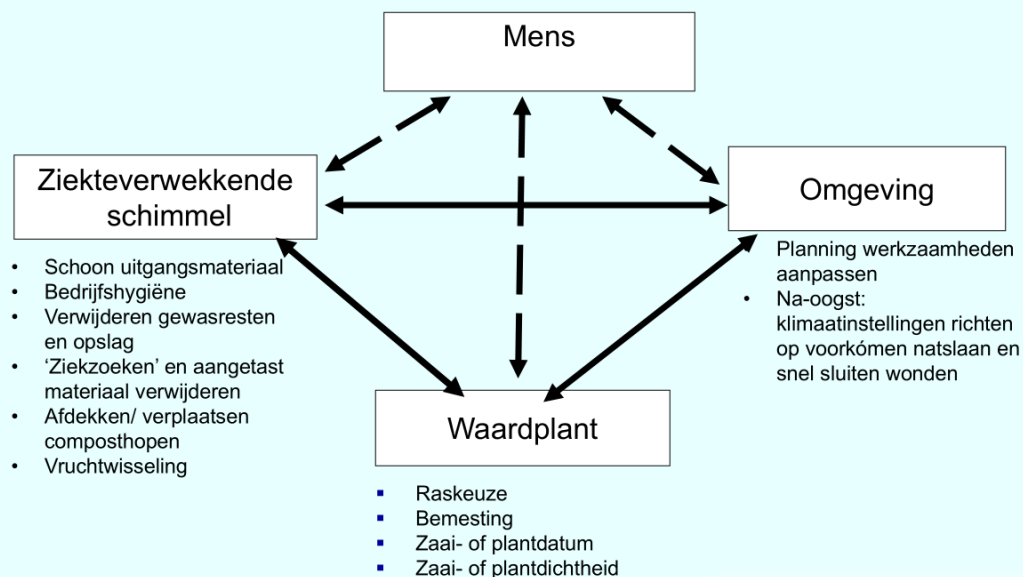 Mens
Ziekteverwekkende
schimmel
• Schoon uitgangsmateriaal
• Bedrijfshygiëne
• Verwijderen gewasresten
en opslag
• ‘Ziekzoeken’ en aangetast
materiaal verwijderen
• Afdekken/ verplaatsen
composthopen
• Vruchtwisseling
Omgeving
Planning werkzaamheden
aanpassen
• Na-oogst:
klimaatinstellingen richten
op voorkómen natslaan en
snel sluiten wonden
Waardplant
▪ Raskeuze
▪ Bemesting
▪ Zaai- of plantdatum
▪ Zaai- of plantdichtheid